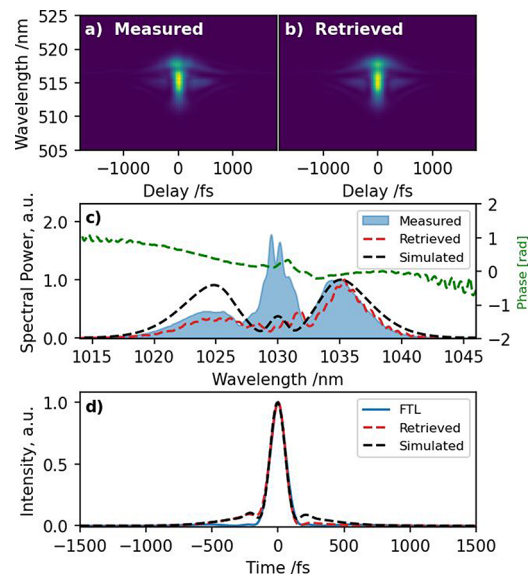 525
a) Measured
b) Retrieved
520
515
510
505
Wavelength /nm
−1000 0 1000
−1000 0 1000
Delay /fs
Delay /fs
c)
Measured
Retrieved
Simulated
2.0
1.0
0.0
Spectral Power, a.u.
2
1
0
−1
−2
Phase [rad]
1015 1020 1025 1030 1035 1040 1045
Wavelength /nm
d)
FTL
Retrieved
Simulated
1.0
0.5
0.0
Intensity, a.u.
−1500 −1000 −500 0 500 1000 1500
Time /fs